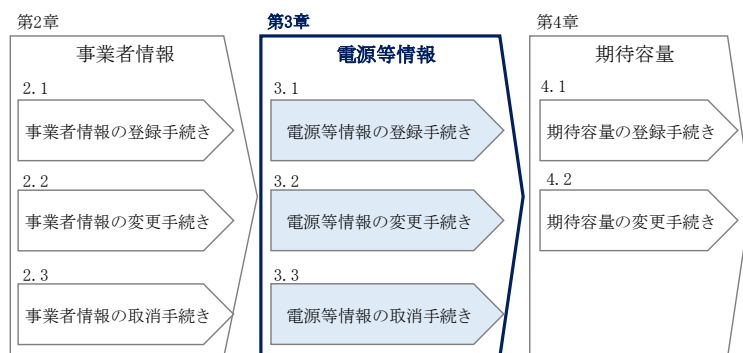 第2章
事業者情報
2.1
事業者情報の登録手続き
2.2
事業者情報の変更手続き
2.3
事業者情報の取消手続き
第3章
電源等情報
3.1
電源等情報の登録手続き
3.2
電源等情報の変更手続き
3.3
電源等情報の取消手続き
第4章
期待容量
4.1
期待容量の登録手続き
4.2
期待容量の変更手続き